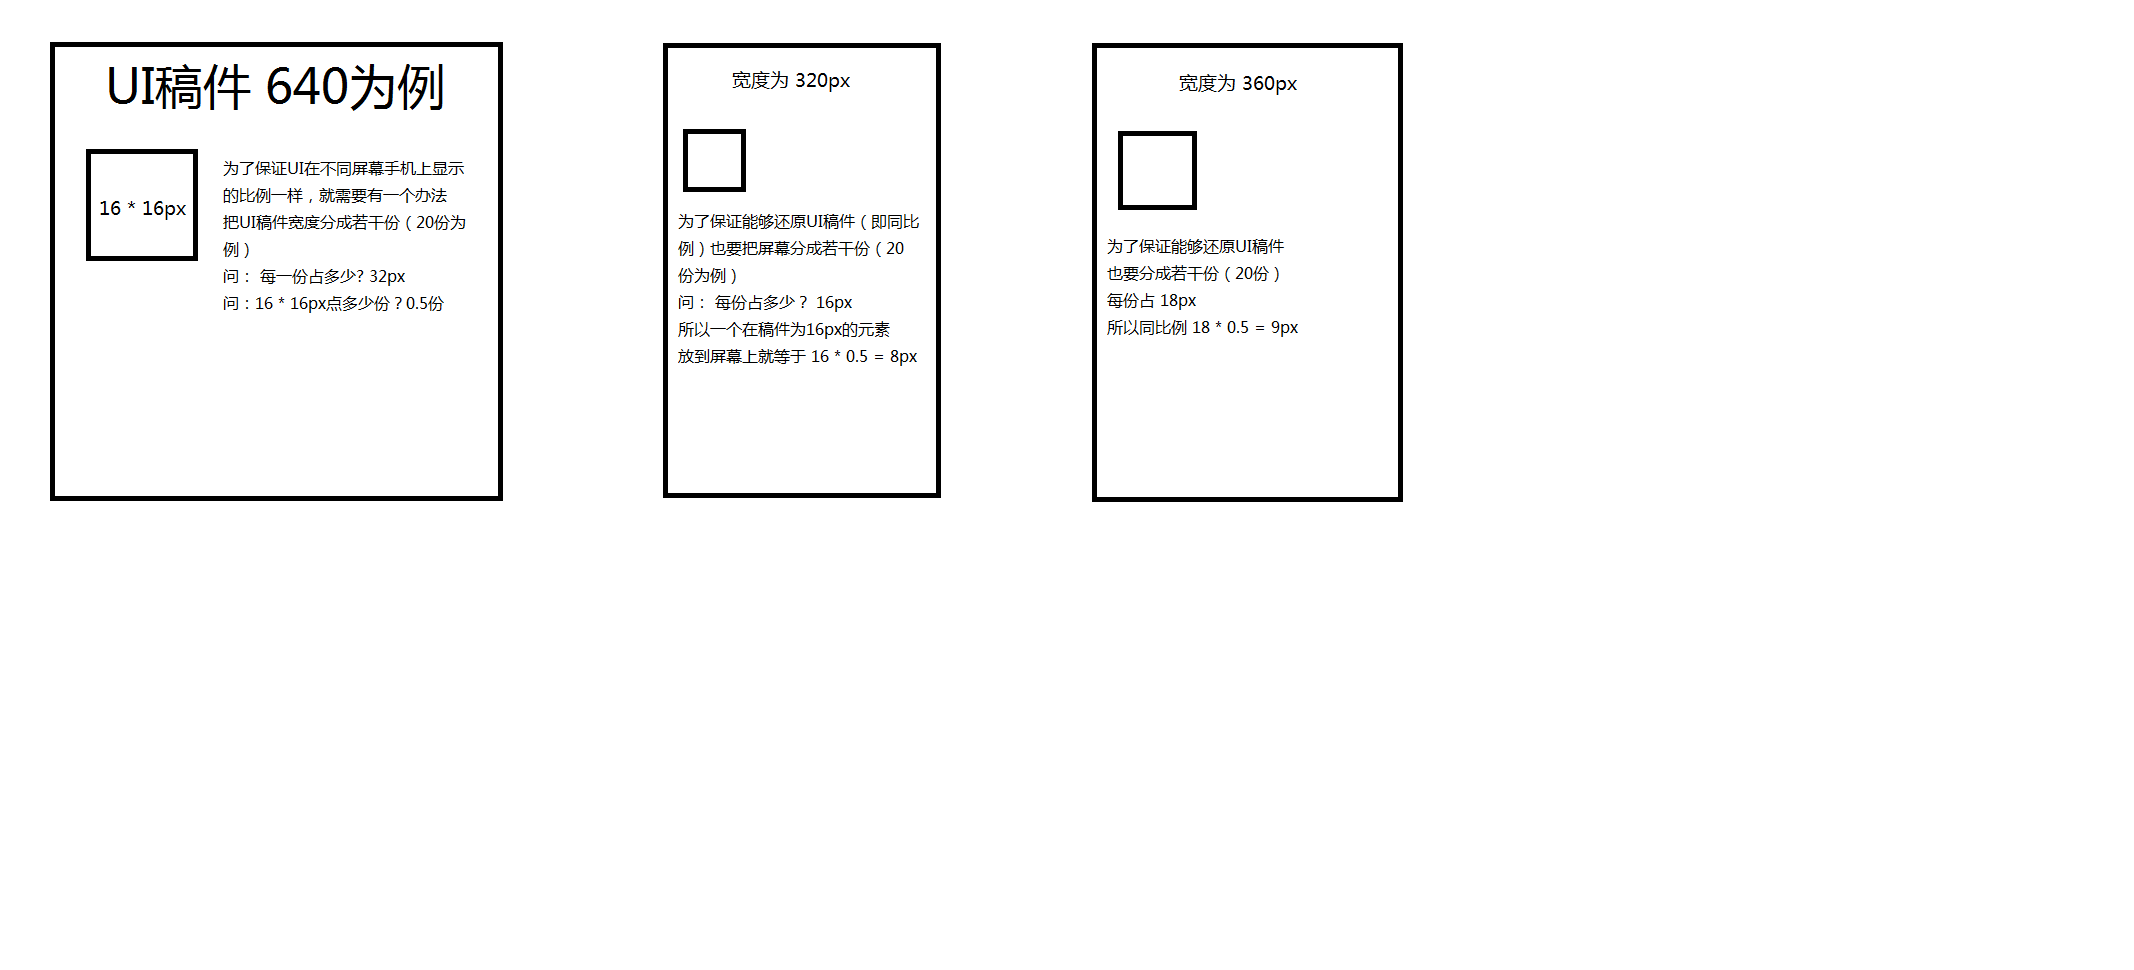 UI稿件 640为例
16 * 16px
为了保证UI在不同屏幕手机上显示
的比例一样，就需要有一个办法
把UI稿件宽度分成若干份（20份为
例）
问： 每一份占多少? 32px
问：16 * 16px点多少份？0.5份
宽度为 320px
为了保证能够还原UI稿件（即同比
例）也要把屏幕分成若干份（20
份为例）
问： 每份占多少？ 16px
所以一个在稿件为16px的元素
放到屏幕上就等于 16 * 0.5 = 8px
宽度为 360px
为了保证能够还原UI稿件
也要分成若干份（20份）
每份占 18px
所以同比例 18 * 0.5 = 9px